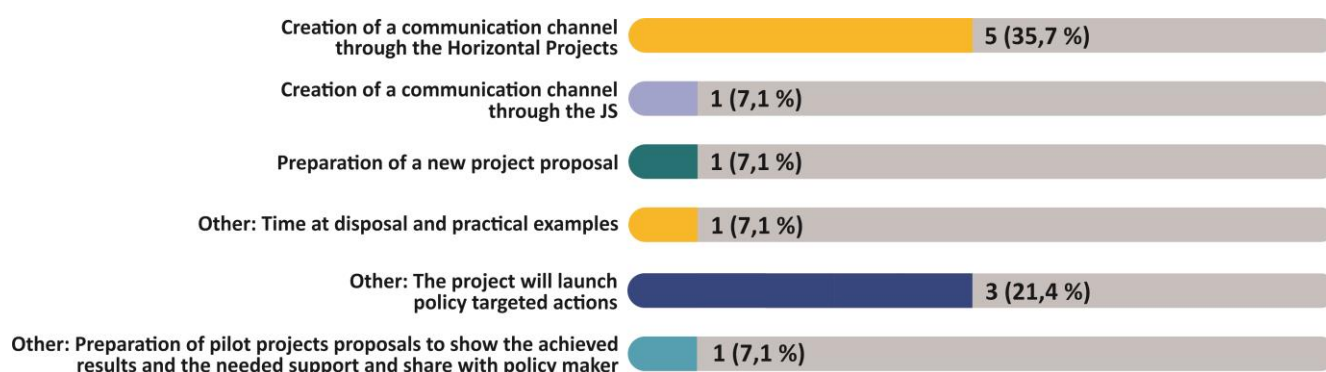 Creation of a communication channel
through the Horizontal Projects
5 (35,7 %)
Creation of a communication channel
through the JS
1 (7,1 %)
Preparation of a new project proposal
1 (7,1 %)
Other: Time at disposal and practical examples
1 (7,1 %)
Other: The project will launch
policy targeted actions
3 (21,4 %)
Other: Preparation of pilot projects proposals to show the achieved
results and the needed support and share with policy maker
1 (7,1 %)